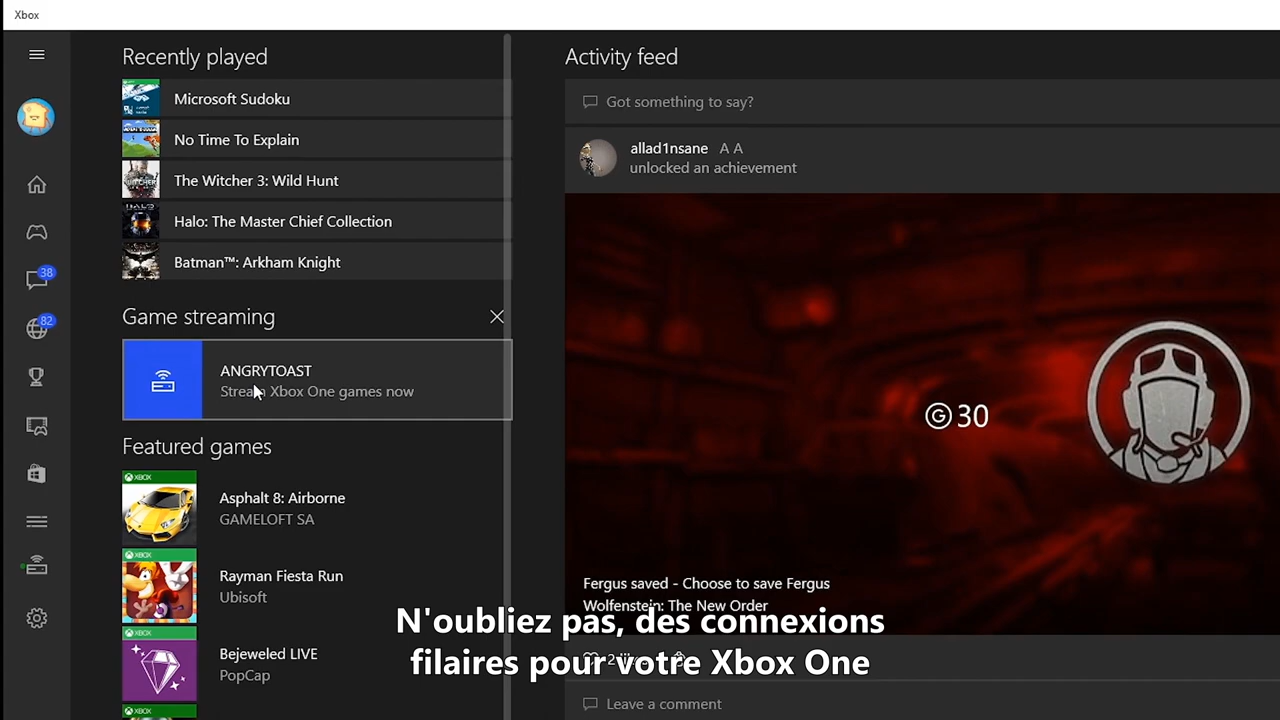 Xbox
Recently played
Microsoft Sudoku
No Time To Explain
The Witcher 3: Wild Hunt
Halo: The Master Chief Collection
Batman™: Arkham Knight
Game streaming
ANGRYTOAST
Stream Xbox One games now
Featured games
XBOX
Asphalt 8: Airborne
GAMELOFT SA
XBOX
Rayman Fiesta Run
Ubisoft
XBOX
Bejeweled LIVE
PopCap
38
82
Activity feed
Got something to say?
allad1nsane A A
unlocked an achievement
G 30
Fergus saved - Choose to save Fergus
Wolfenstein: The New Order
Leave a comment
N'oubliez pas, des connexions
filaires pour votre Xbox One